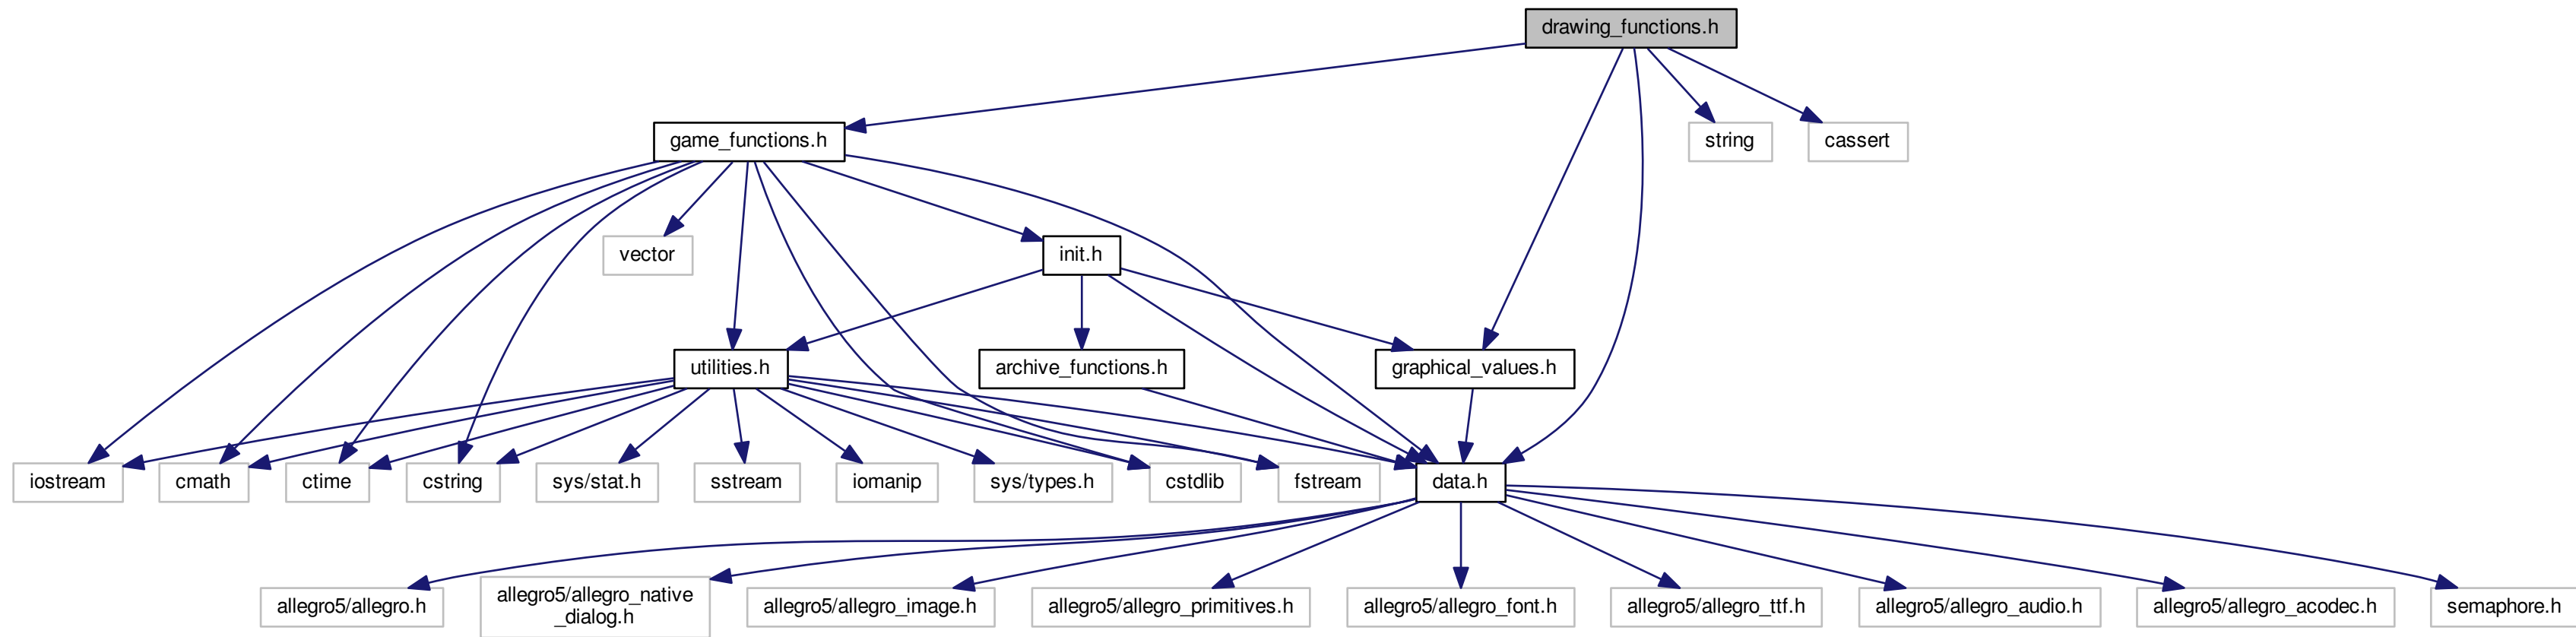 drawing_functions.h
game_functions.h
string
cassert
vector
init.h
utilities.h
archive_functions.h
graphical_values.h
iostream
cmath
ctime
cstring
sys/stat.h
sstream
iomanip
sys/types.h
cstdlib
fstream
data.h
allegro5/allegro.h
allegro5/allegro_native
_dialog.h
allegro5/allegro_image.h
allegro5/allegro_primitives.h
allegro5/allegro_font.h
allegro5/allegro_ttf.h
allegro5/allegro_audio.h
allegro5/allegro_acodec.h
semaphore.h